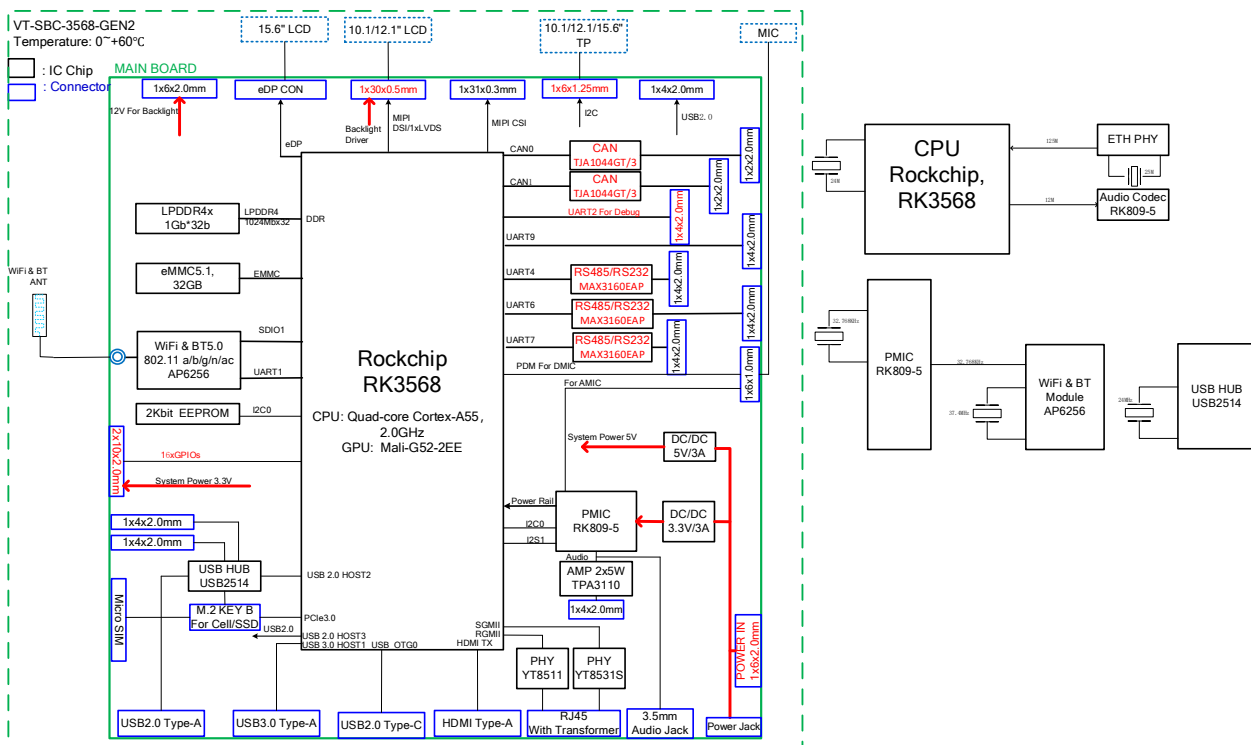 VT-SBC-3568-GEN2
Temperature: 0~+60℃
: IC Chip
: Connector
15.6" LCD
10.1/12.1" LCD
10.1/12.1/15.6"
TP
MIC
MAIN BOARD
1x6x2.0mm
eDP CON
1x30x0.5mm
1x31x0.3mm
1x6x1.25mm
1x4x2.0mm
12V For Backlight
eDP
Backlight
Driver
MIPI
DSI/1xLVDS
MIPI CSI
I2C
USB2.0
CAN0
CAN
TJA1044GT/3
1x2x2.0mm
CAN1
CAN
TJA1044GT/3
1x2x2.0mm
UART2 For Debug
1x4x2.0mm
UART9
1x4x2.0mm
UART4
RS485/RS232
MAX3160EAP
1x4x2.0mm
UART6
RS485/RS232
MAX3160EAP
1x4x2.0mm
UART7
RS485/RS232
MAX3160EAP
1x4x2.0mm
PDM For DMIC
For AMIC
1x6x1.0mm
LPDDR4x
1Gb*32b
LPDDR4
1024Mbx32
DDR
eMMC5.1,
32GB
EMMC
WiFi & BT
ANT
WiFi & BT5.0
802.11 a/b/g/n/ac
AP6256
SDIO1
UART1
2Kbit EEPROM
I2C0
2x10x2.0mm
16xGPIOs
System Power 3.3V
Rockchip
RK3568
CPU: Quad-core Cortex-A55,
2.0GHz
GPU: Mali-G52-2EE
System Power 5V
DC/DC
5V/3A
Power Rail
PMIC
RK809-5
DC/DC
3.3V/3A
I2C0
I2S1
Audio
AMP 2x5W
TPA3110
1x4x2.0mm
1x4x2.0mm
1x4x2.0mm
USB HUB
USB2514
USB 2.0 HOST2
Micro SIM
M.2 KEY B
For Cell/SSD
PCIe3.0
USB2.0
USB 2.0 HOST3
USB 3.0 HOST1
USB_OTG0
HDMI TX
SGMII
RGMII
PHY
YT8511
PHY
YT8531S
POWER IN
1x6x2.0mm
USB2.0 Type-A
USB3.0 Type-A
USB2.0 Type-C
HDMI Type-A
RJ45
With Transformer
3.5mm
Audio Jack
Power Jack
CPU
Rockchip,
RK3568
24M
125M
ETH PHY
25M
12M
Audio Codec
RK809-5
32.768KHz
PMIC
RK809-5
32.768KHz
37.4MHz
WiFi & BT
Module
AP6256
24MHz
USB HUB
USB2514